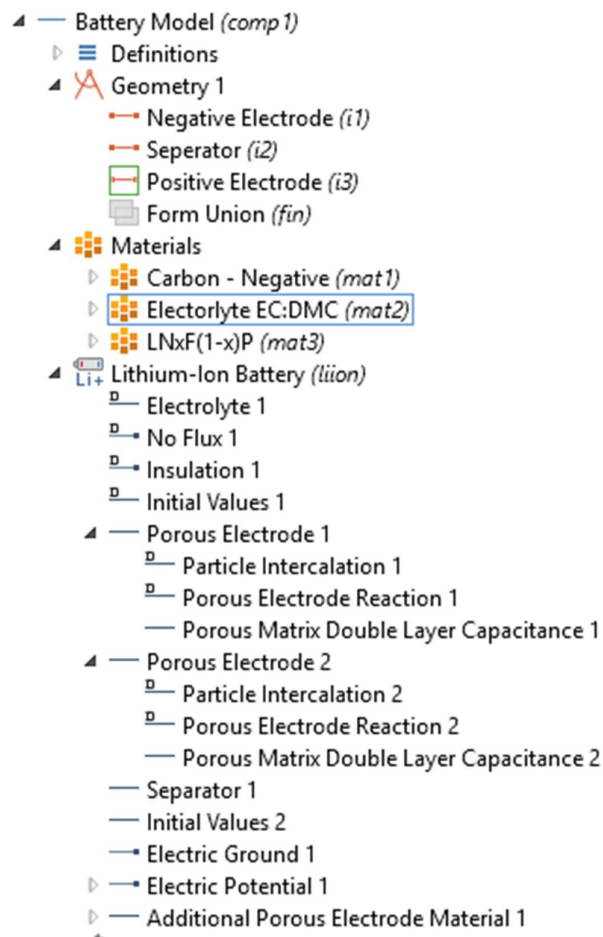 Battery Model (comp1)
Definitions
Geometry 1
Negative Electrode (i1)
Seperator (i2)
Positive Electrode (i3)
Form Union (fin)
Materials
Carbon - Negative (mat1)
Electorlyte EC:DMC (mat2)
LNxF(1-x)P (mat3)
Li+ Lithium-Ion Battery (liion)
D Electrolyte 1
D No Flux 1
D Insulation 1
D Initial Values 1
Porous Electrode 1
D Particle Intercalation 1
D Porous Electrode Reaction 1
Porous Matrix Double Layer Capacitance 1
Porous Electrode 2
D Particle Intercalation 2
D Porous Electrode Reaction 2
Porous Matrix Double Layer Capacitance 2
Separator 1
Initial Values 2
Electric Ground 1
Electric Potential 1
Additional Porous Electrode Material 1